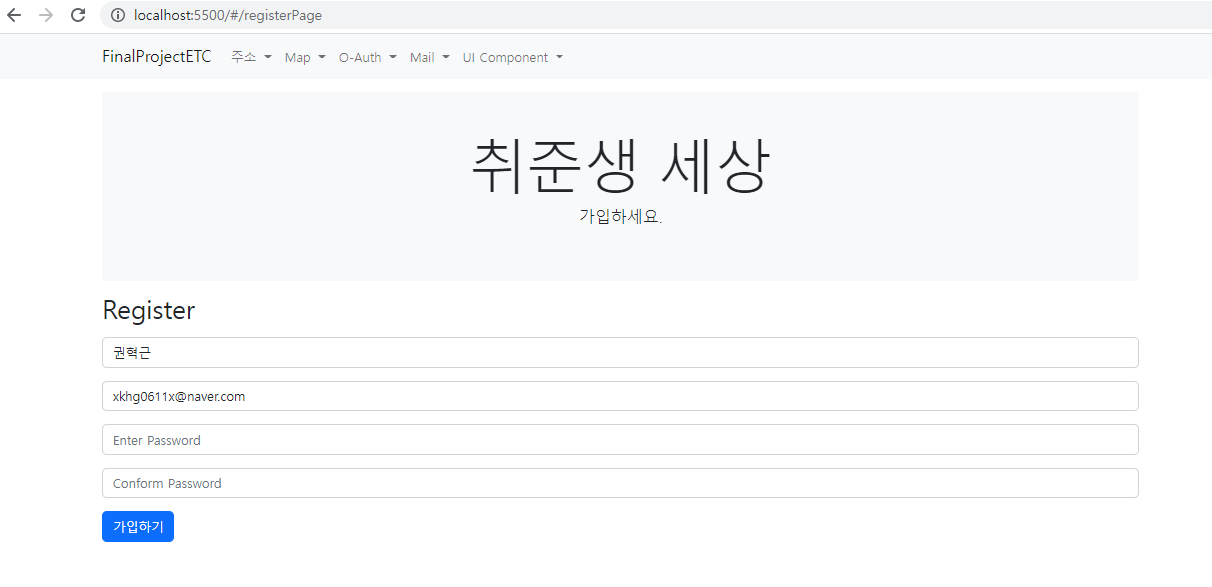 localhost:5500/#/registerPage
FinalProjectETC 주소 Map O-Auth Mail UI Component
취준생 세상
가입하세요.
Register
권혁근
xkhg0611x@naver.com
Enter Password
Conform Password
가입하기